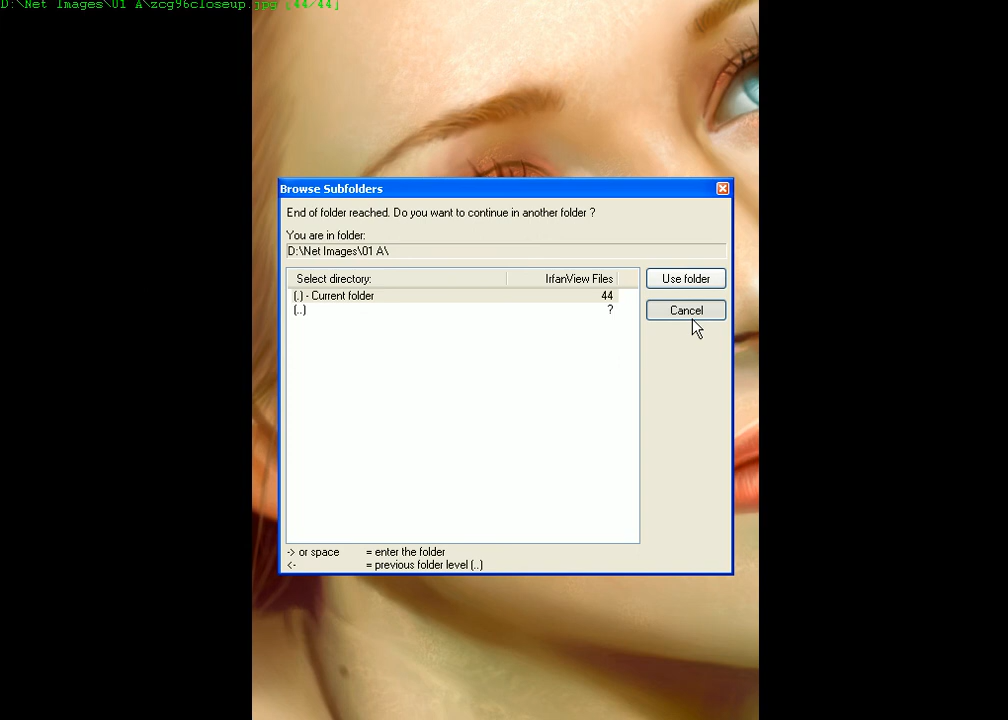 D:\Net Images\01 A\zcg96closeup.jpg [44/44]
Browse Subfolders
End of folder reached. Do you want to continue in another folder ?
You are in folder:
D:\Net Images\01 A\
Select directory: IrfanView Files
Use folder
(.) - Current folder 44
(..) ?
Cancel
-> or space = enter the folder
<- = previous folder level (..)